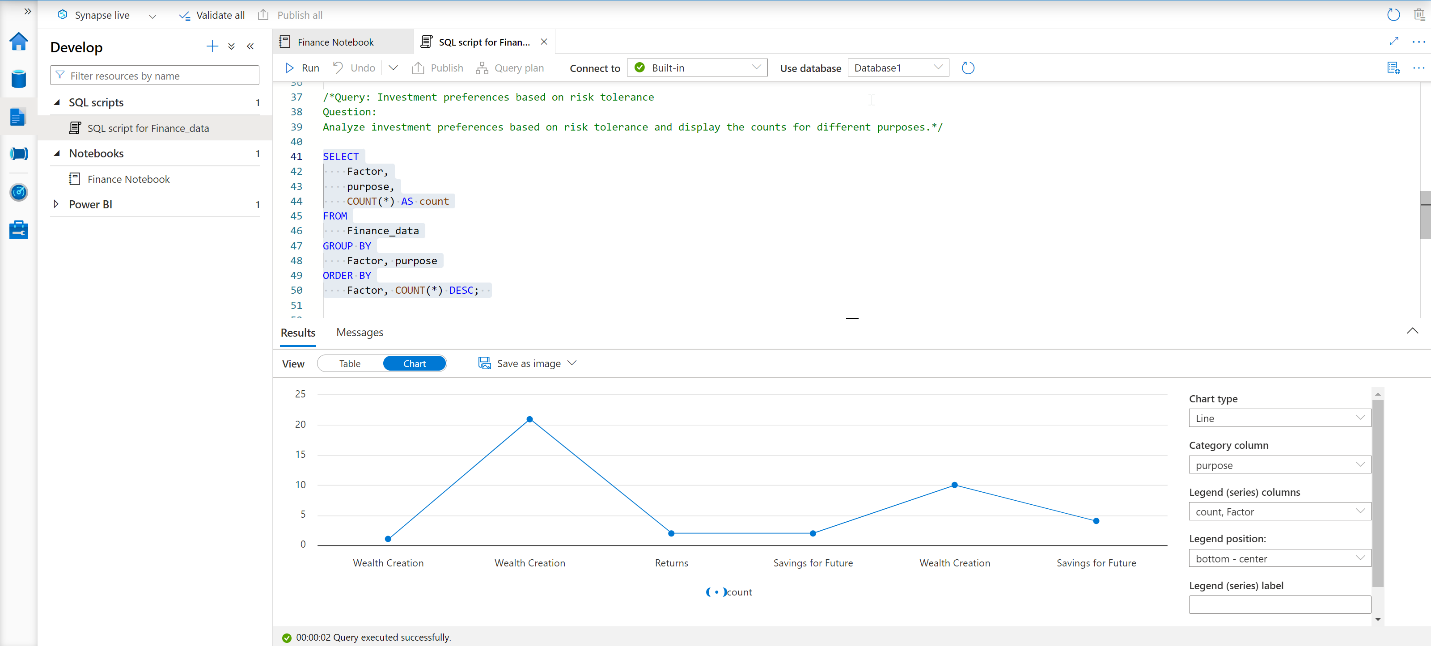 »
Synapse live
Validate all
Publish all
Develop
Filter resources by name
SQL scripts 1
SQL script for Finance_data
Notebooks 1
Finance Notebook
Power BI 1
Finance Notebook
SQL script for Finan...
Run
Undo
Publish
Query plan
Connect to
Built-in
Use database
Database1
36
37 /*Query: Investment preferences based on risk tolerance
38 Question:
39 Analyze investment preferences based on risk tolerance and display the counts for different purposes.*/
40
41 SELECT
42 ····Factor,
43 ····purpose,
44 ····COUNT(*)·AS·count
45 FROM
46 ····Finance_data
47 GROUP·BY
48 ····Factor,·purpose
49 ORDER·BY
50 ····Factor,·COUNT(*)·DESC;··
51
Results
Messages
View
Table
Chart
Save as image
25
20
15
10
5
0
Wealth Creation
Wealth Creation
Returns
Savings for Future
Wealth Creation
Savings for Future
count
Chart type
Line
Category column
purpose
Legend (series) columns
count, Factor
Legend position:
bottom - center
Legend (series) label
00:00:02 Query executed successfully.